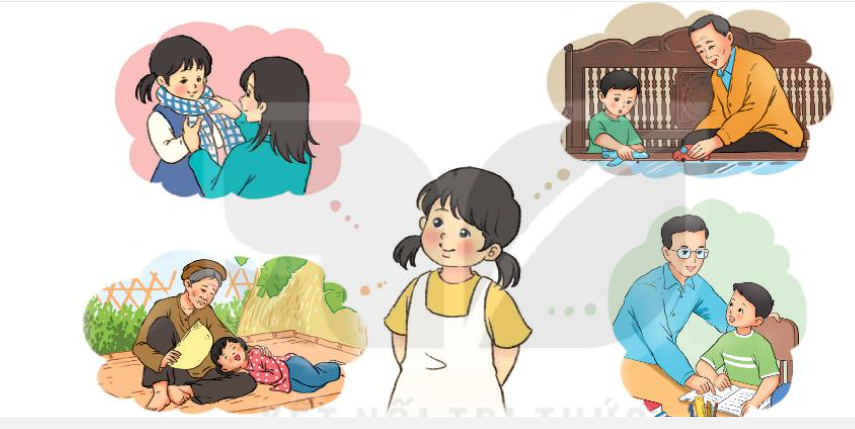 KẾT NỐI TRI THỨC